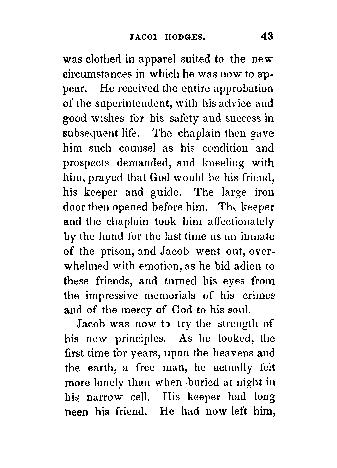 JACOB HODGES. 43
was clothed in apparel suited to the new
circumstances in which he was now to ap-
pear. He received the entire approbation
of the superintendent, with his advice and
good wishes for his safety and success in
subsequent life. The chaplain then gave
him such counsel as his condition and
prospects demanded, and kneeling with
him, prayed that God would be his friend,
his keeper and guide. The large iron
door then opened before him. The keeper
and the chaplain took him affectionately
by the hand for the last time as an inmate
of the prison, and Jacob went out, over-
whelmed with emotion, as he bid adieu to
these friends, and turned his eyes from
the impressive memorials of his crimes
and of the mercy of God to his soul.
Jacob was now to try the strength of
his new principles. As he looked, the
first time for years, upon the heavens and
the earth, a free man, he actually felt
more lonely than when buried at night in
his narrow cell. His keeper had long
been his friend. He had now left him,